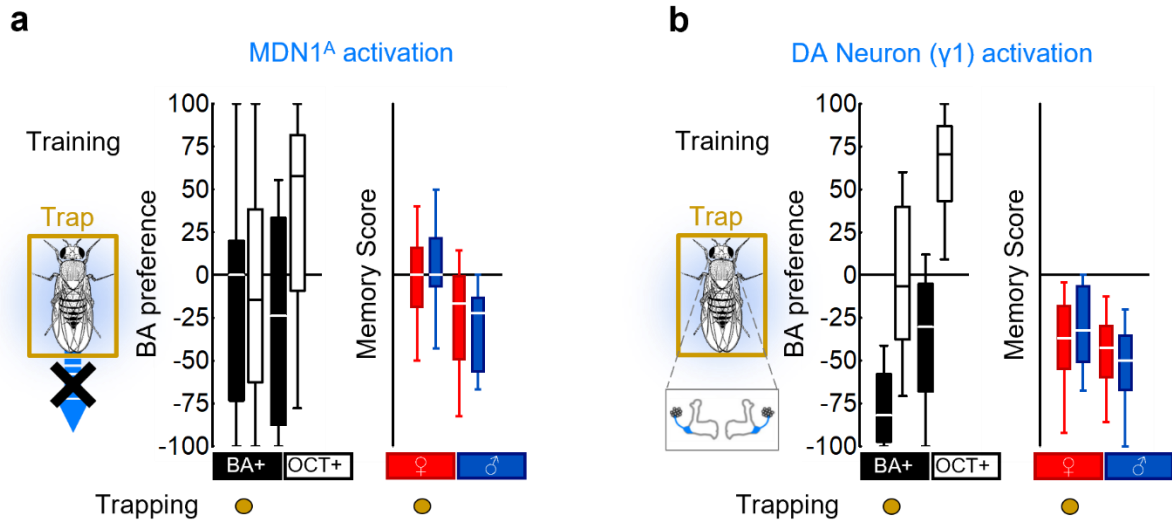 a
MDN1ᴬ activation
Training
Trap
BA preference
100
75
50
25
0
-25
-50
-75
-100
Memory Score
BA+
OCT+
♀
♂
Trapping
b
DA Neuron (γ1) activation
Training
Trap
BA preference
100
75
50
25
0
-25
-50
-75
-100
Memory Score
BA+
OCT+
♀
♂
Trapping